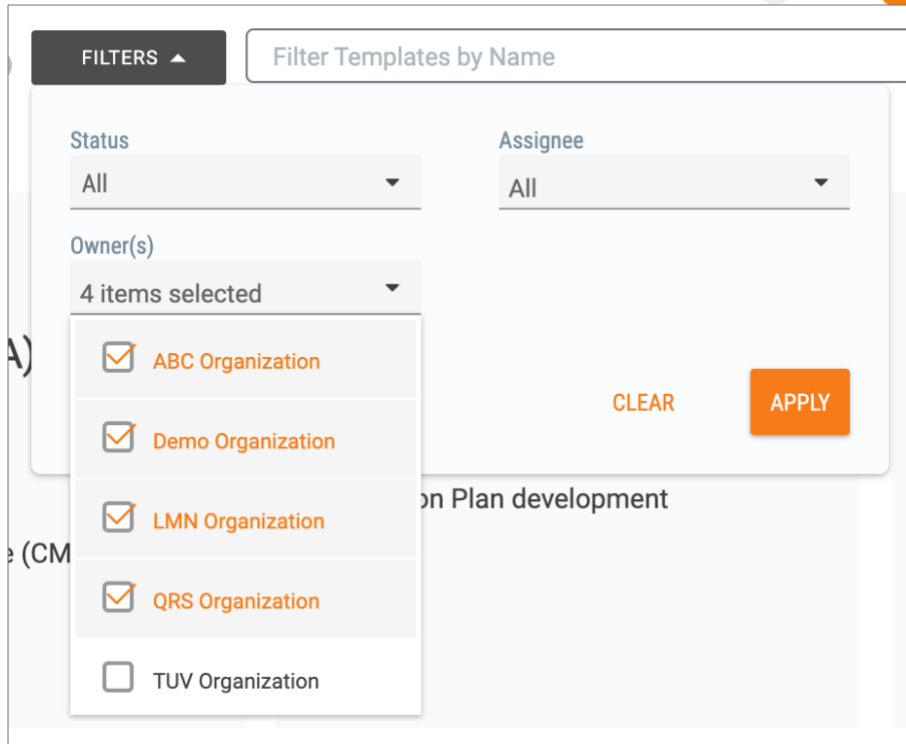 FILTERS
Filter Templates by Name
Status
Assignee
All
All
Owner(s)
4 items selected
A)
ABC Organization
CLEAR
APPLY
Demo Organization
on Plan development
LMN Organization
e (CM
QRS Organization
TUV Organization